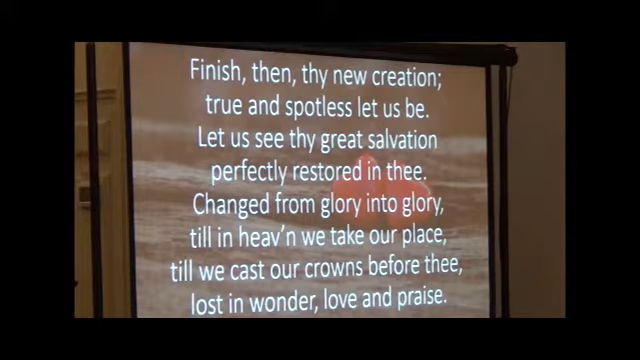 Finish, then, thy new creation;
true and spotless let us be.
Let us see thy great salvation
perfectly restored in thee.
Changed from glory into glory,
till in heav'n we take our place,
till we cast our crowns before thee,
lost in wonder, love and praise.